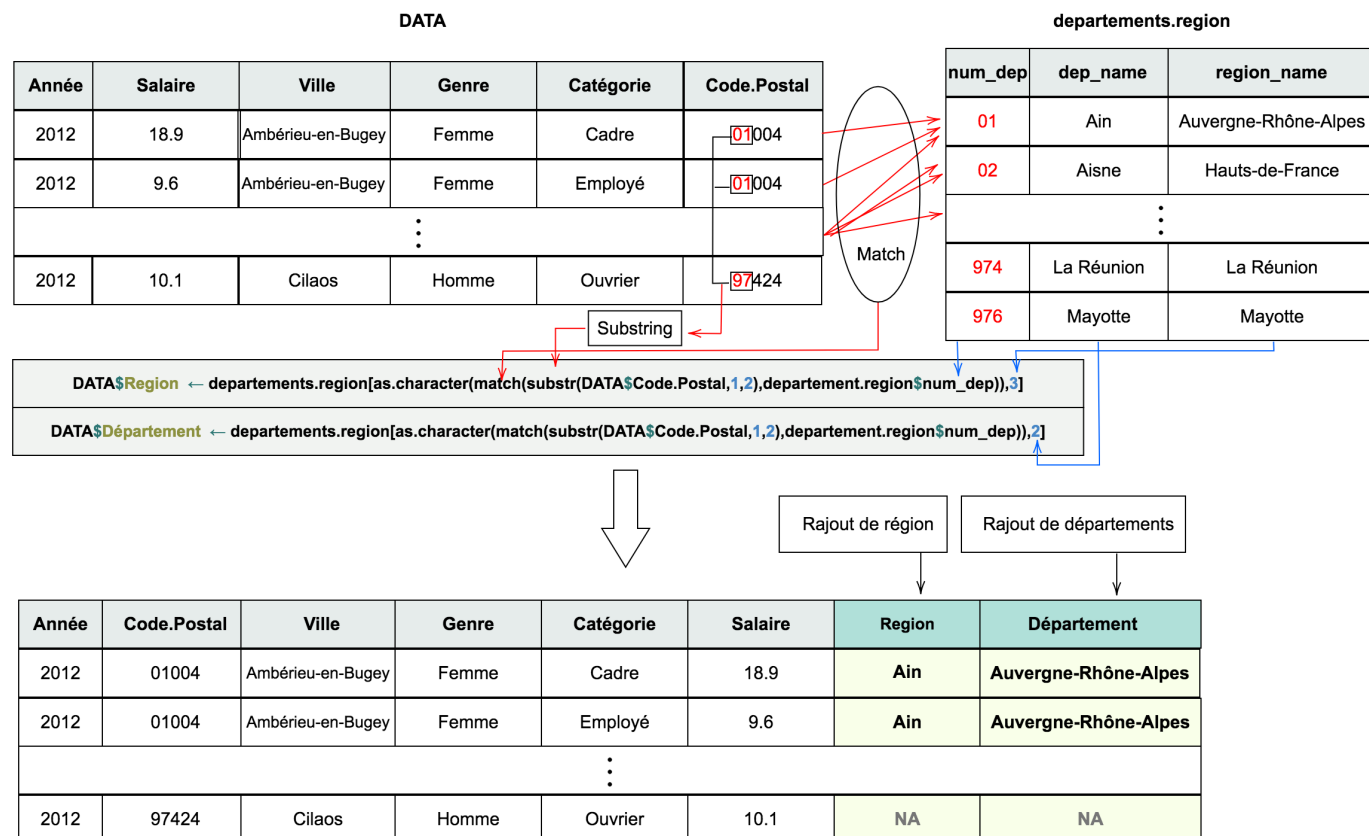 DATA
departements.region
Année Salaire Ville Genre Catégorie Code.Postal
2012 18.9 Ambérieu-en-Bugey Femme Cadre 01004
2012 9.6 Ambérieu-en-Bugey Femme Employé 01004
2012 10.1 Cilaos Homme Ouvrier 97424
Match
num_dep dep_name region_name
01 Ain Auvergne-Rhône-Alpes
02 Aisne Hauts-de-France
974 La Réunion La Réunion
976 Mayotte Mayotte
Substring
DATA$Region ← departements.region[as.character(match(substr(DATA$Code.Postal,1,2),departement.region$num_dep)),3]
DATA$Département ← departements.region[as.character(match(substr(DATA$Code.Postal,1,2),departement.region$num_dep)),2]
Rajout de région
Rajout de départements
Année Code.Postal Ville Genre Catégorie Salaire Region Département
2012 01004 Ambérieu-en-Bugey Femme Cadre 18.9 Ain Auvergne-Rhône-Alpes
2012 01004 Ambérieu-en-Bugey Femme Employé 9.6 Ain Auvergne-Rhône-Alpes
2012 97424 Cilaos Homme Ouvrier 10.1 NA NA